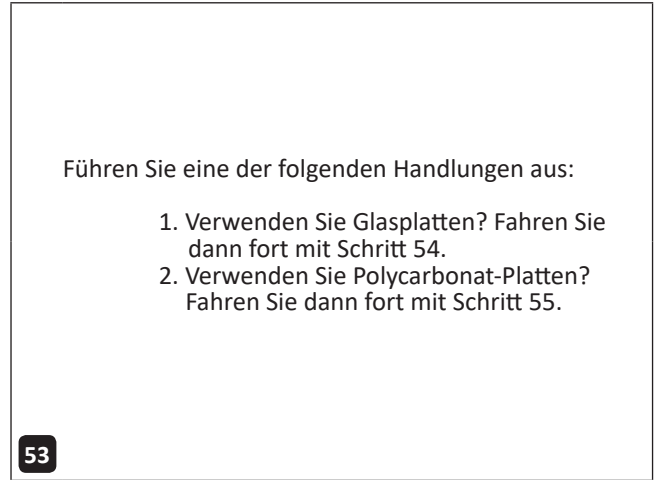 Führen Sie eine der folgenden Handlungen aus:
1. Verwenden Sie Glasplatten? Fahren Sie
dann fort mit Schritt 54.
2. Verwenden Sie Polycarbonat-Platten?
Fahren Sie dann fort mit Schritt 55.
53